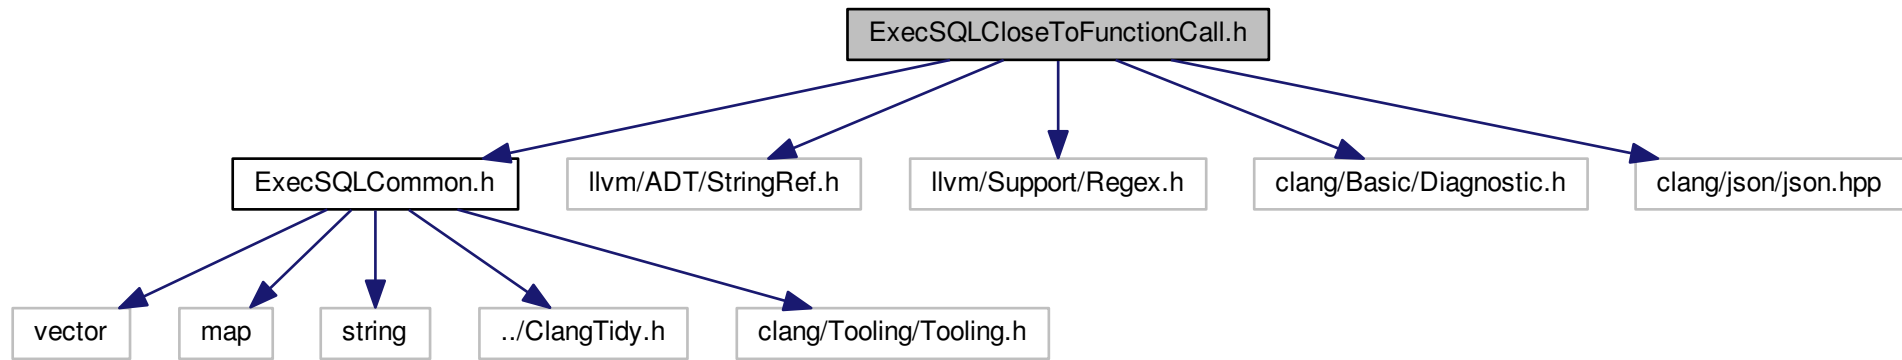 ExecSQLCloseToFunctionCall.h
ExecSQLCommon.h
llvm/ADT/StringRef.h
llvm/Support/Regex.h
clang/Basic/Diagnostic.h
clang/json/json.hpp
vector
map
string
../ClangTidy.h
clang/Tooling/Tooling.h